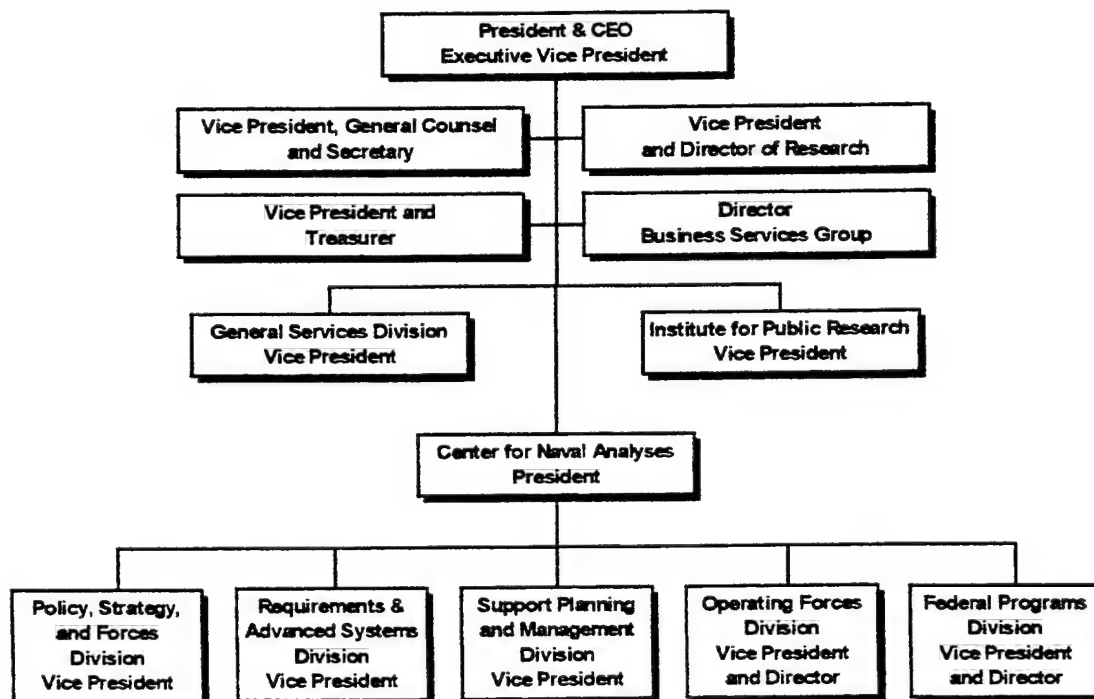 President & CEO
Executive Vice President
Vice President, General Counsel
and Secretary
Vice President
and Director of Research
Vice President and
Treasurer
Director
Business Services Group
General Services Division
Vice President
Institute for Public Research
Vice President
Center for Naval Analyses
President
Policy, Strategy,
and Forces
Division
Vice President
Requirements &
Advanced Systems
Division
Vice President
Support Planning
and Management
Division
Vice President
Operating Forces
Division
Vice President
and Director
Federal Programs
Division
Vice President
and Director